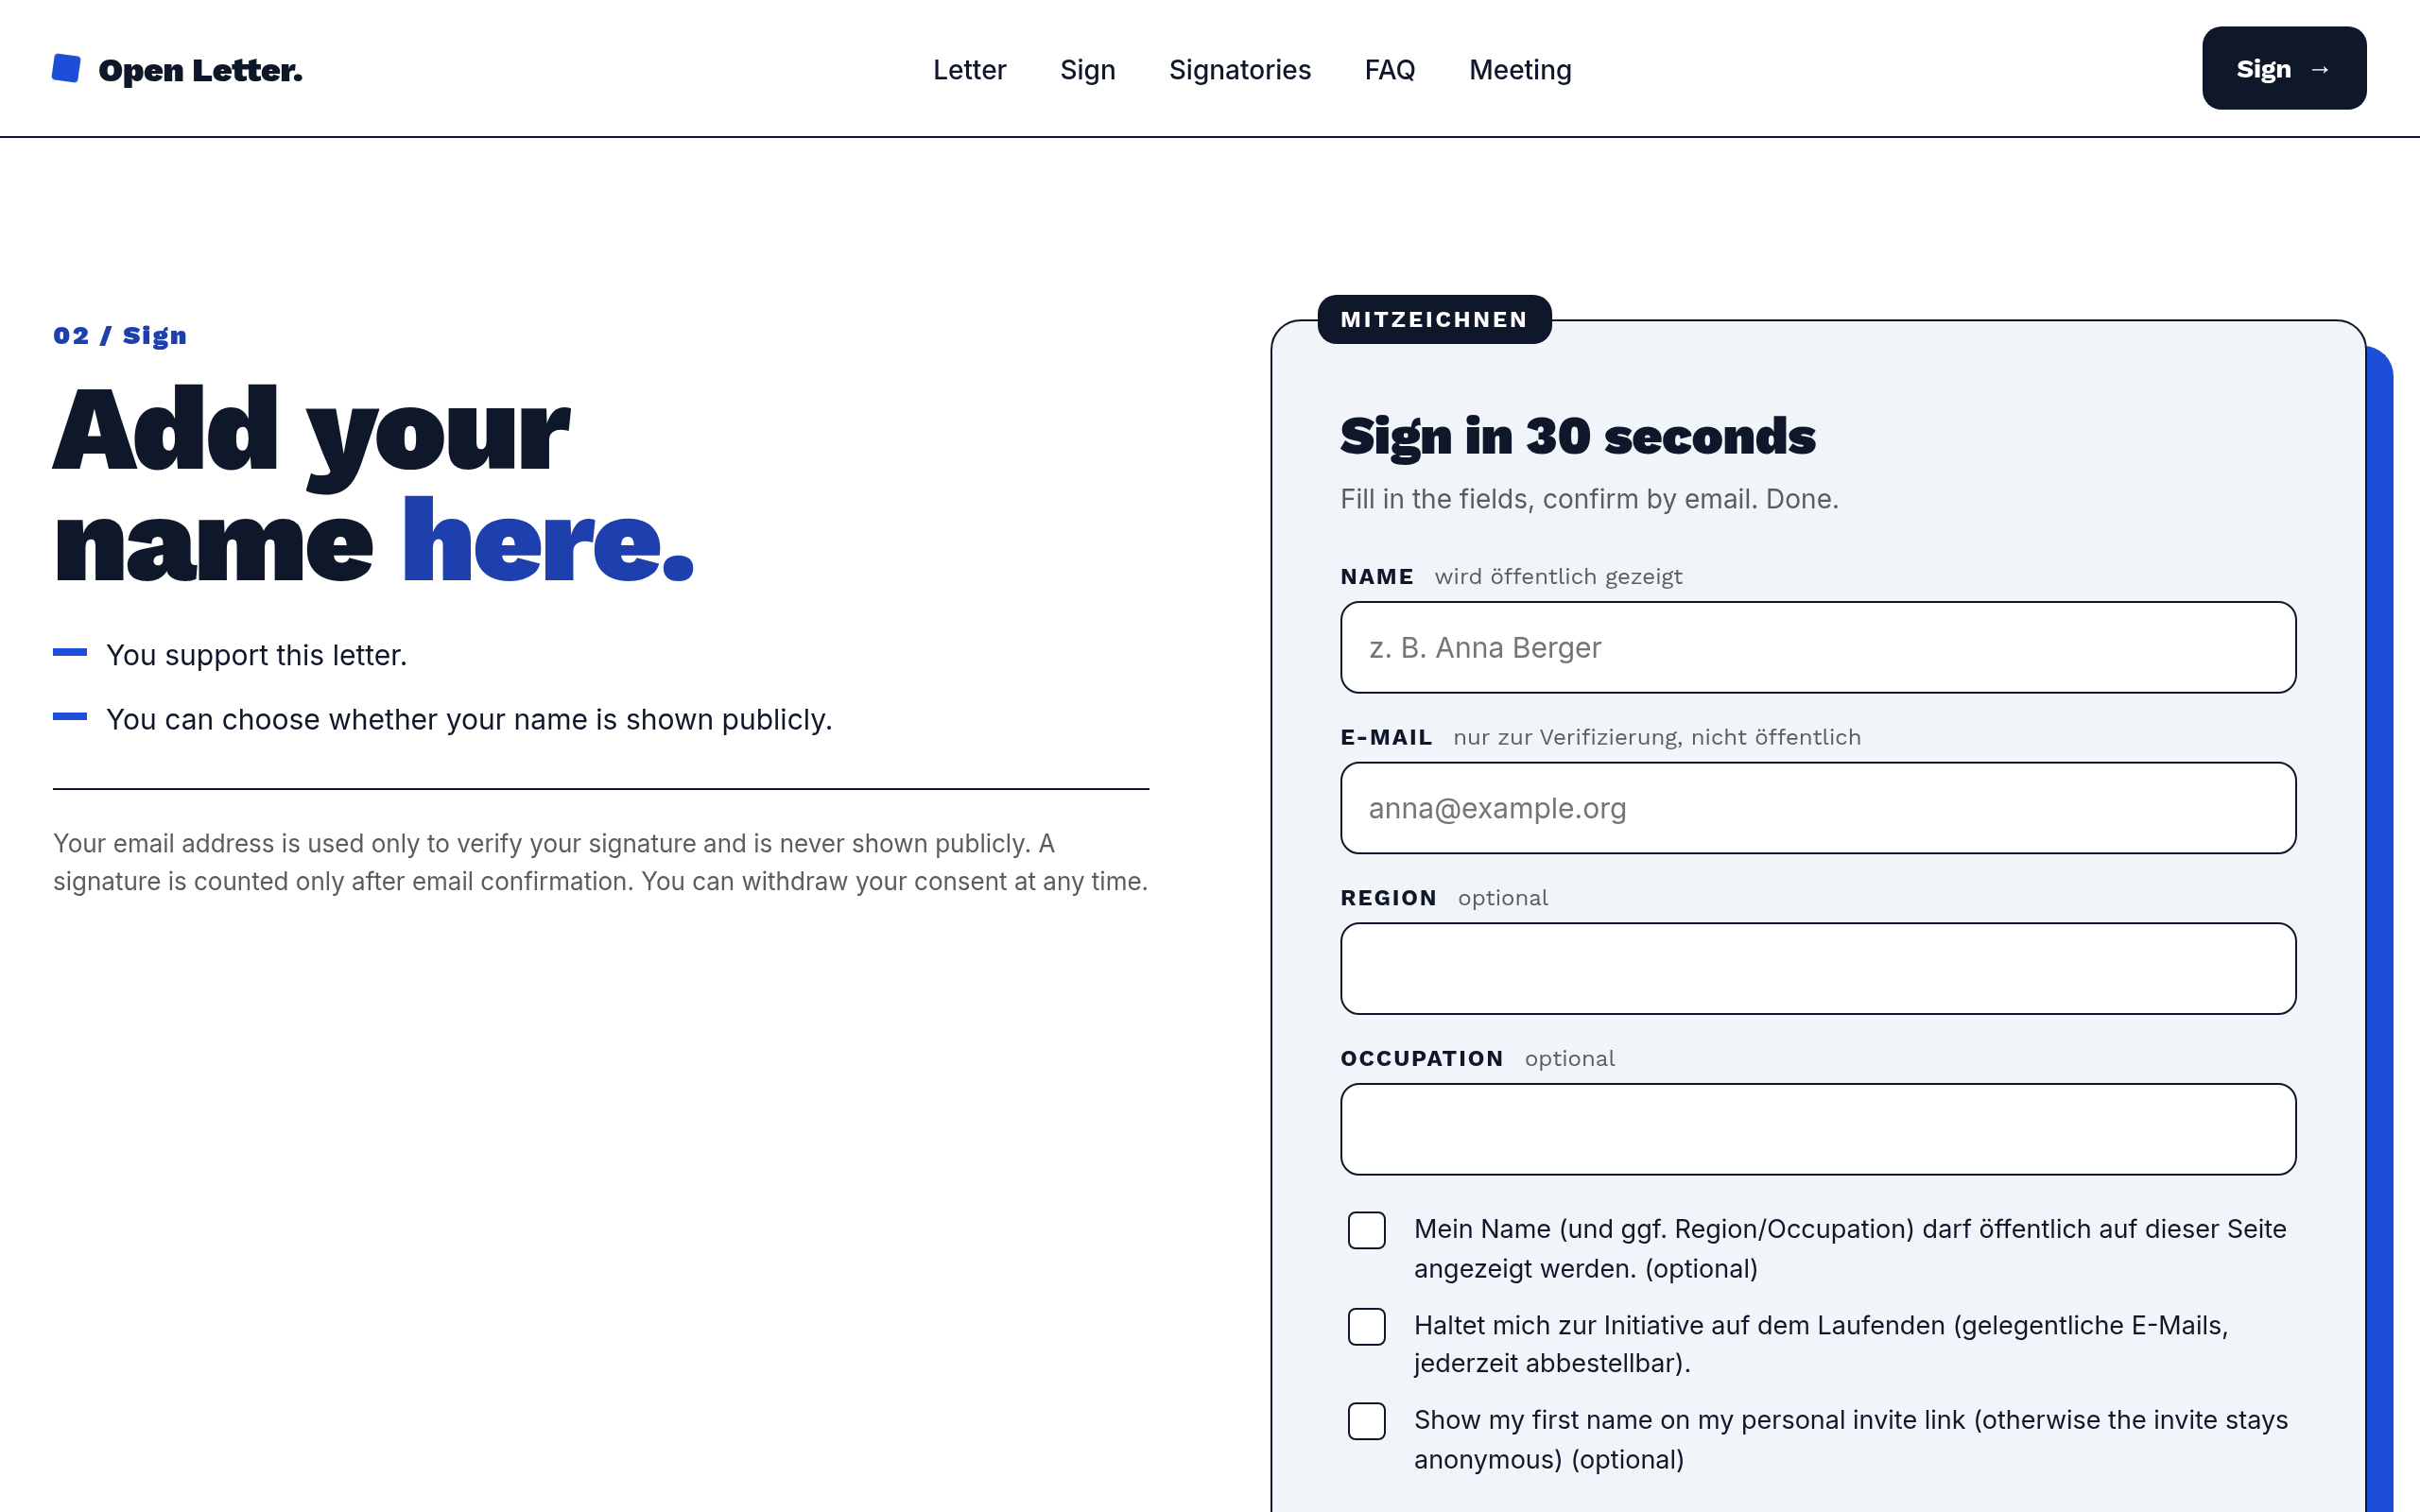 Open Letter.
Letter
Sign
Signatories
FAQ
Meeting
Sign →
02 / Sign
Add your
name here.
You support this letter.
You can choose whether your name is shown publicly.
Your email address is used only to verify your signature and is never shown publicly. A
signature is counted only after email confirmation. You can withdraw your consent at any time.
MITZEICHNEN
Sign in 30 seconds
Fill in the fields, confirm by email. Done.
NAME wird öffentlich gezeigt
z. B. Anna Berger
E-MAIL nur zur Verifizierung, nicht öffentlich
anna@example.org
REGION optional
OCCUPATION optional
Mein Name (und ggf. Region/Occupation) darf öffentlich auf dieser Seite
angezeigt werden. (optional)
Haltet mich zur Initiative auf dem Laufenden (gelegentliche E-Mails,
jederzeit abbestellbar).
Show my first name on my personal invite link (otherwise the invite stays
anonymous) (optional)